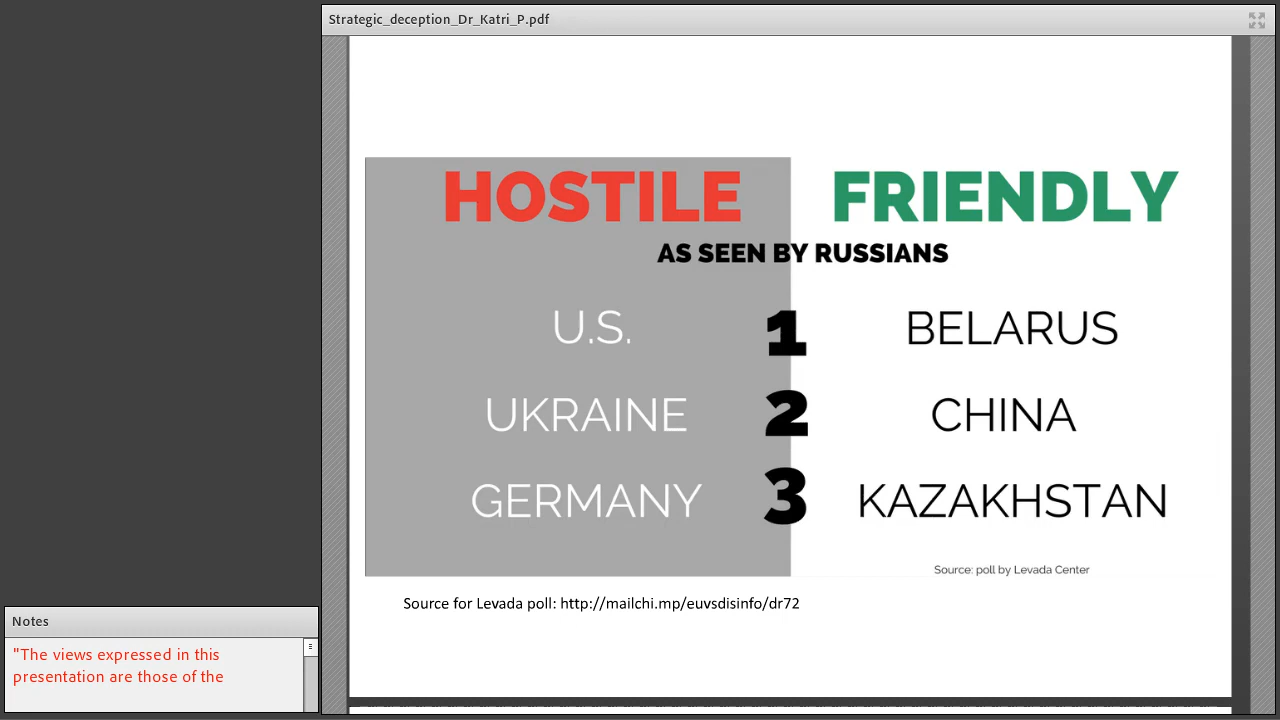 Strategic_deception_Dr_Katri_P.pdf
HOSTILE FRIENDLY
AS SEEN BY RUSSIANS
U.S. 1 BELARUS
UKRAINE 2 CHINA
GERMANY 3 KAZAKHSTAN
Source: poll by Levada Center
Source for Levada poll: http://mailchi.mp/euvsdisinfo/dr72
Notes
"The views expressed in this
presentation are those of the